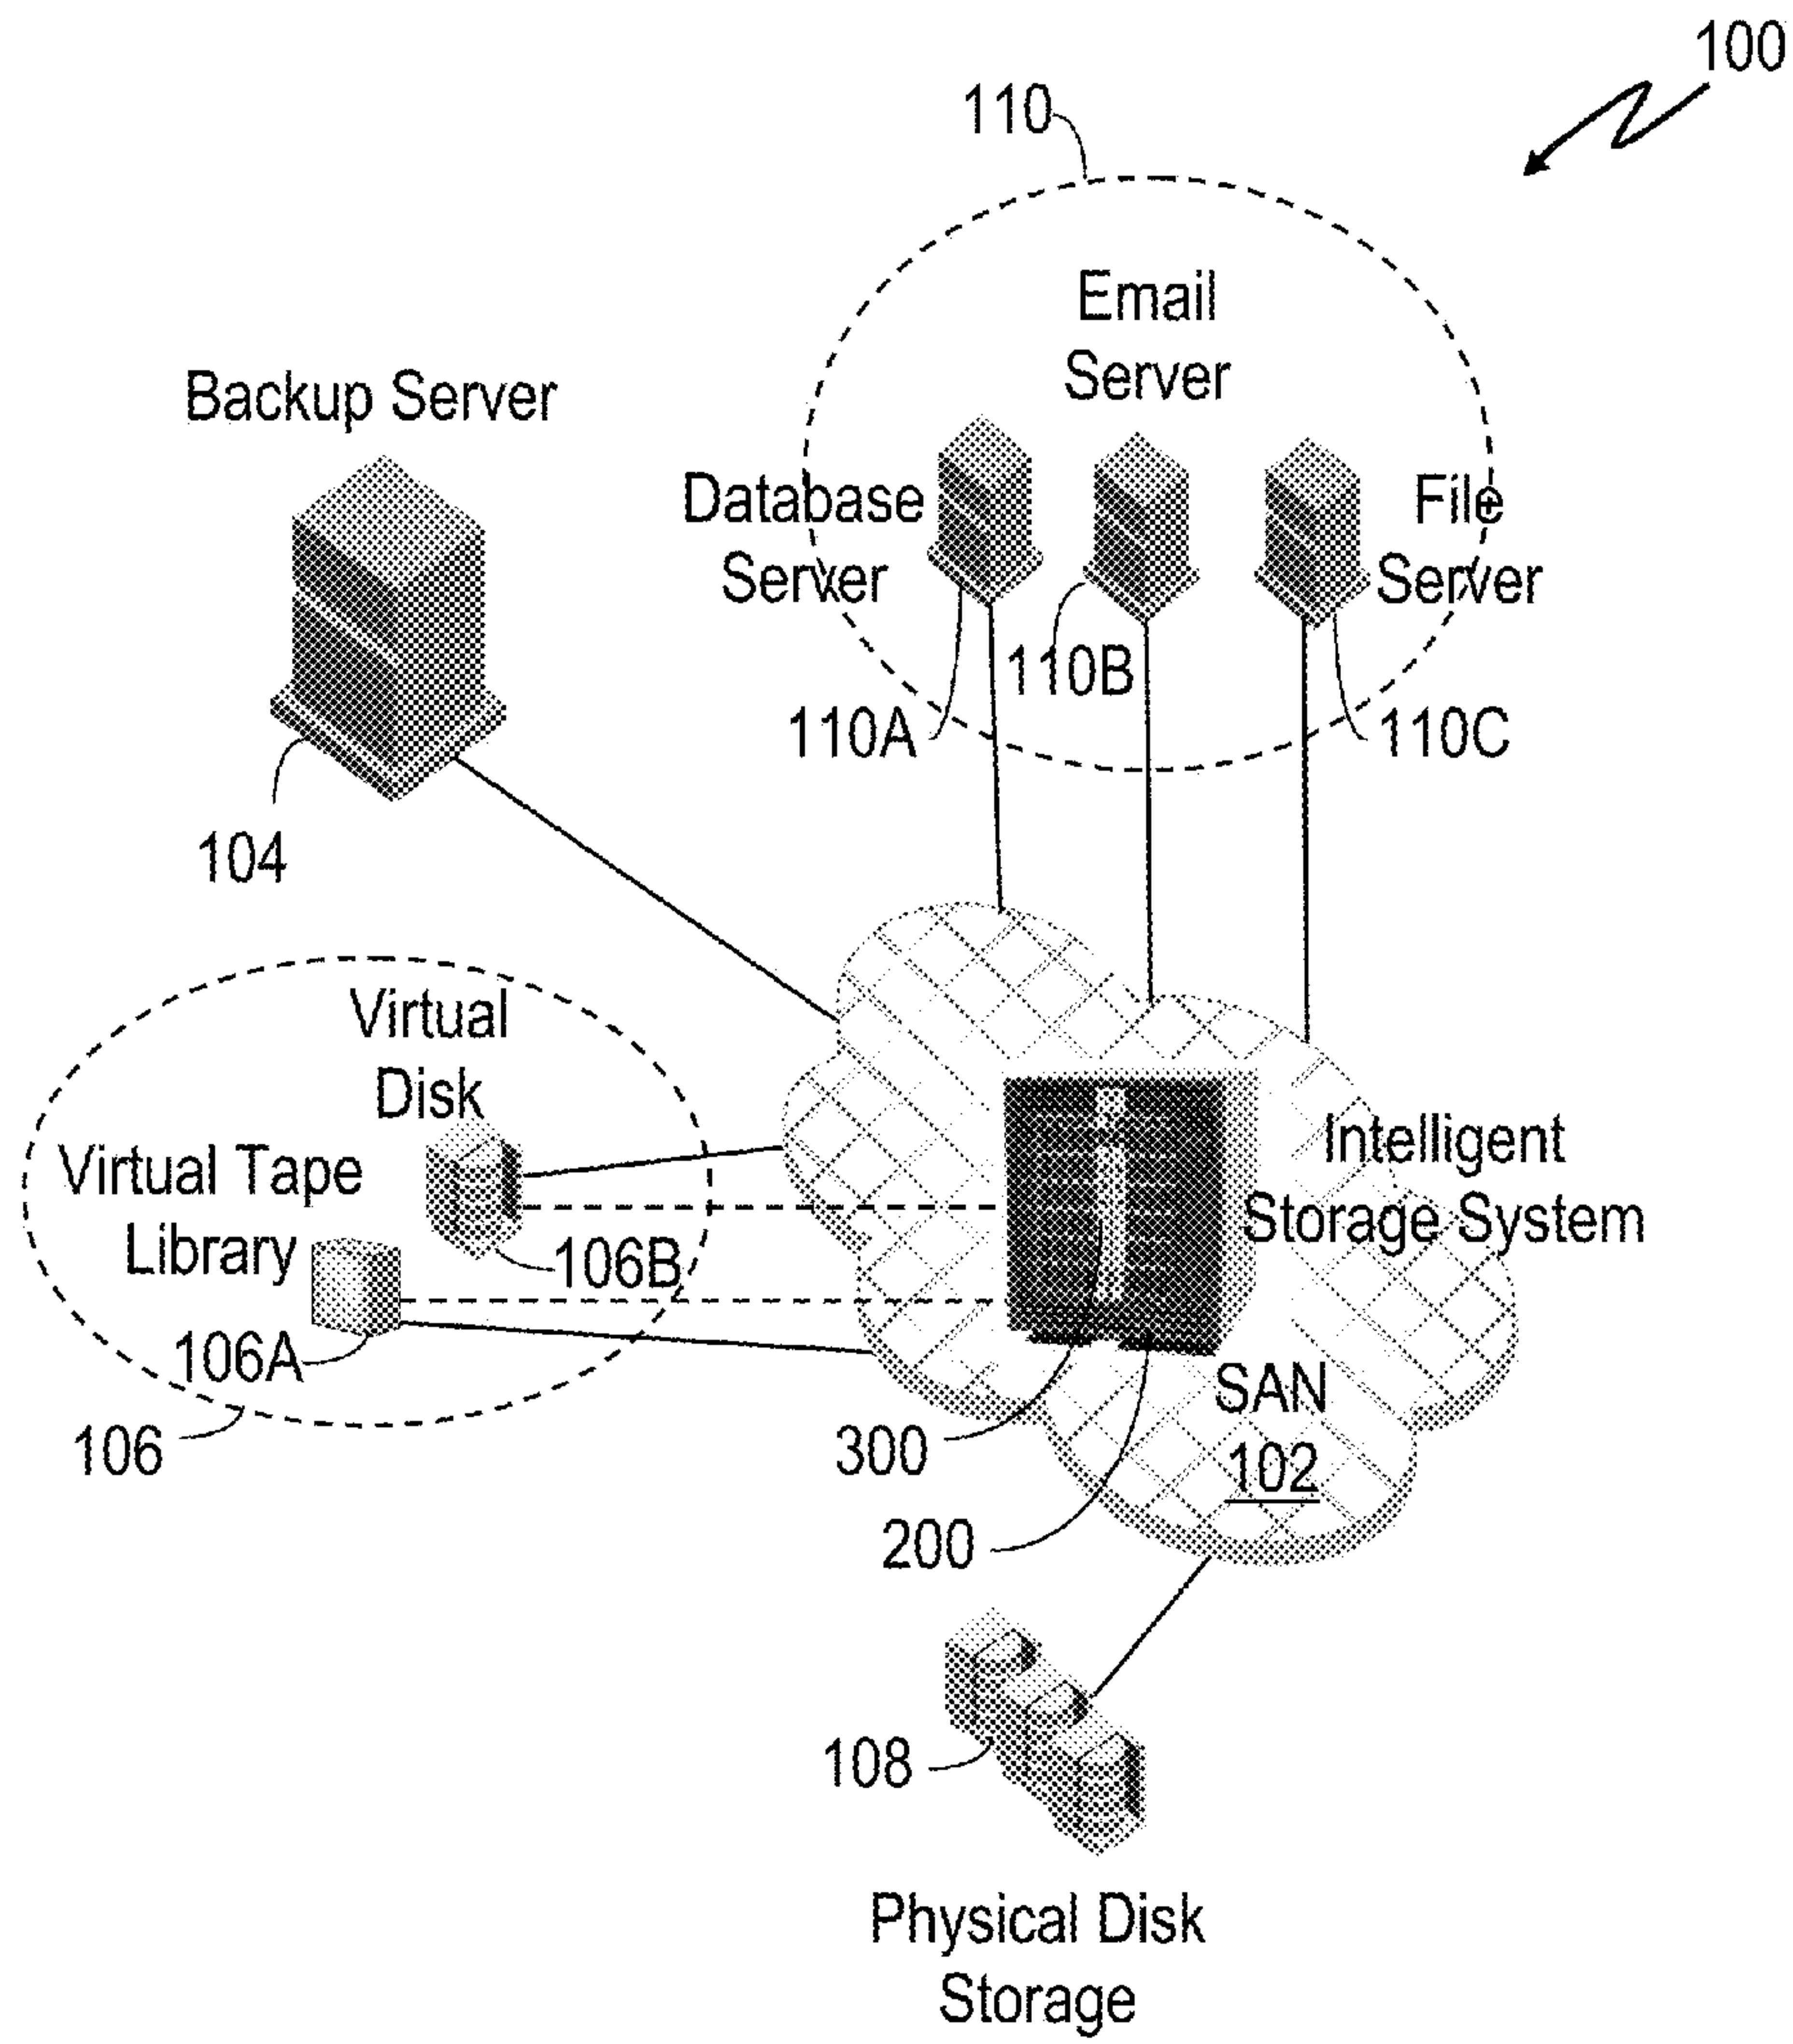 100
110
Email
Server
Backup Server
Database
Server
File
Server
110B
110A
110C
104
Virtual
Disk
Virtual Tape
Library
106B
106A
106
Intelligent
Storage System
SAN
102
300
200
108
Physical Disk
Storage